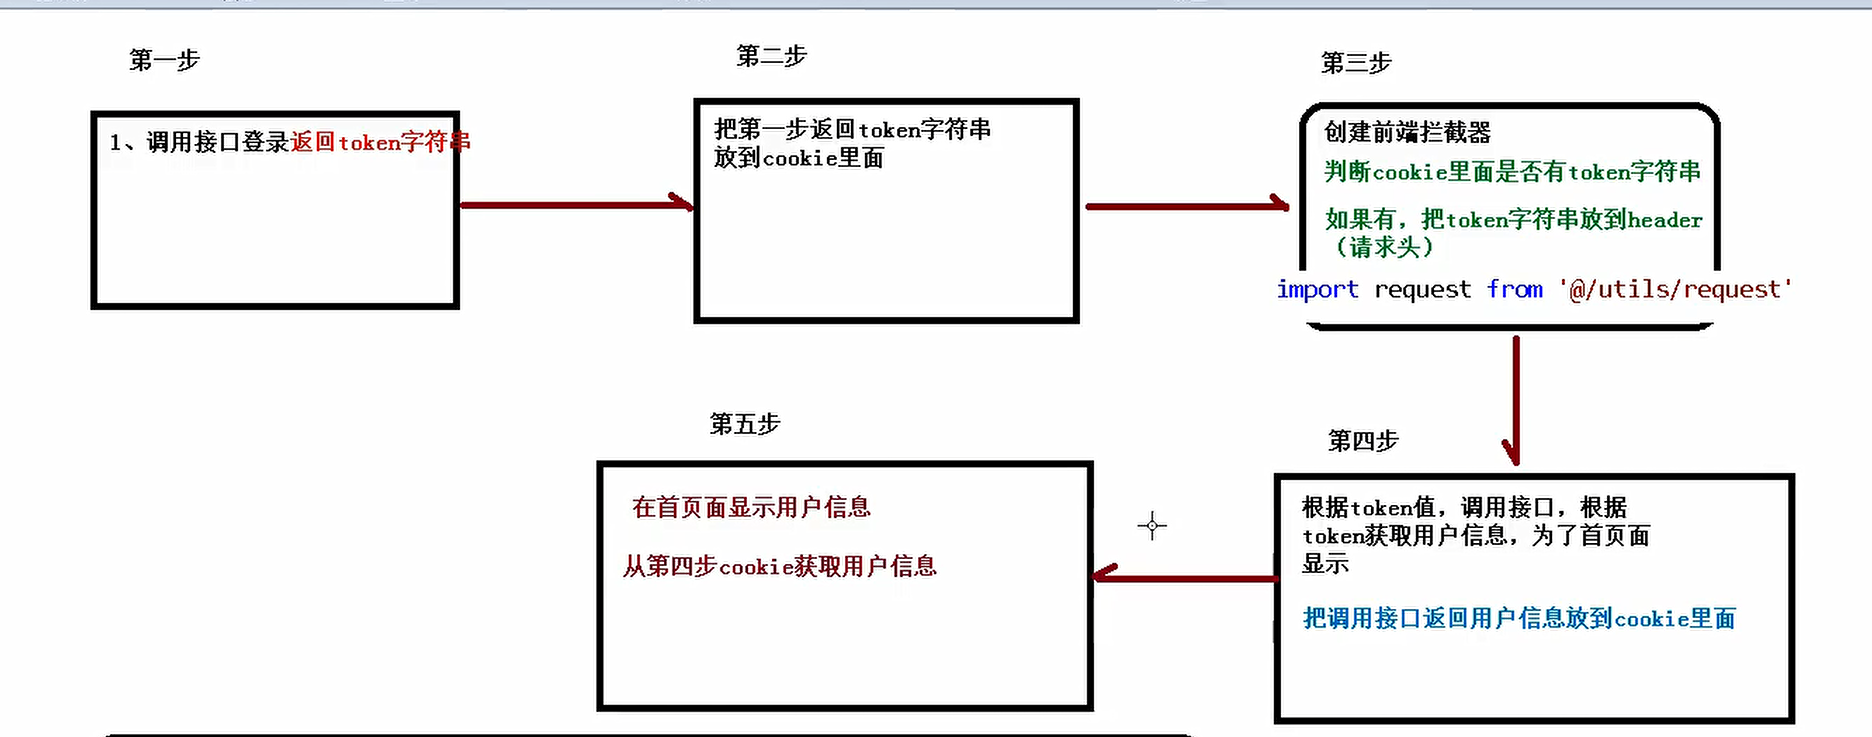 第一步
1、调用接口登录返回token字符串
第二步
把第一步返回token字符串
放到cookie里面
第三步
创建前端拦截器
判断cookie里面是否有token字符串
如果有，把token字符串放到header
（请求头）
import request from '@/utils/request'
第四步
根据token值，调用接口，根据
token获取用户信息，为了首页面
显示
把调用接口返回用户信息放到cookie里面
第五步
在首页面显示用户信息
从第四步cookie获取用户信息